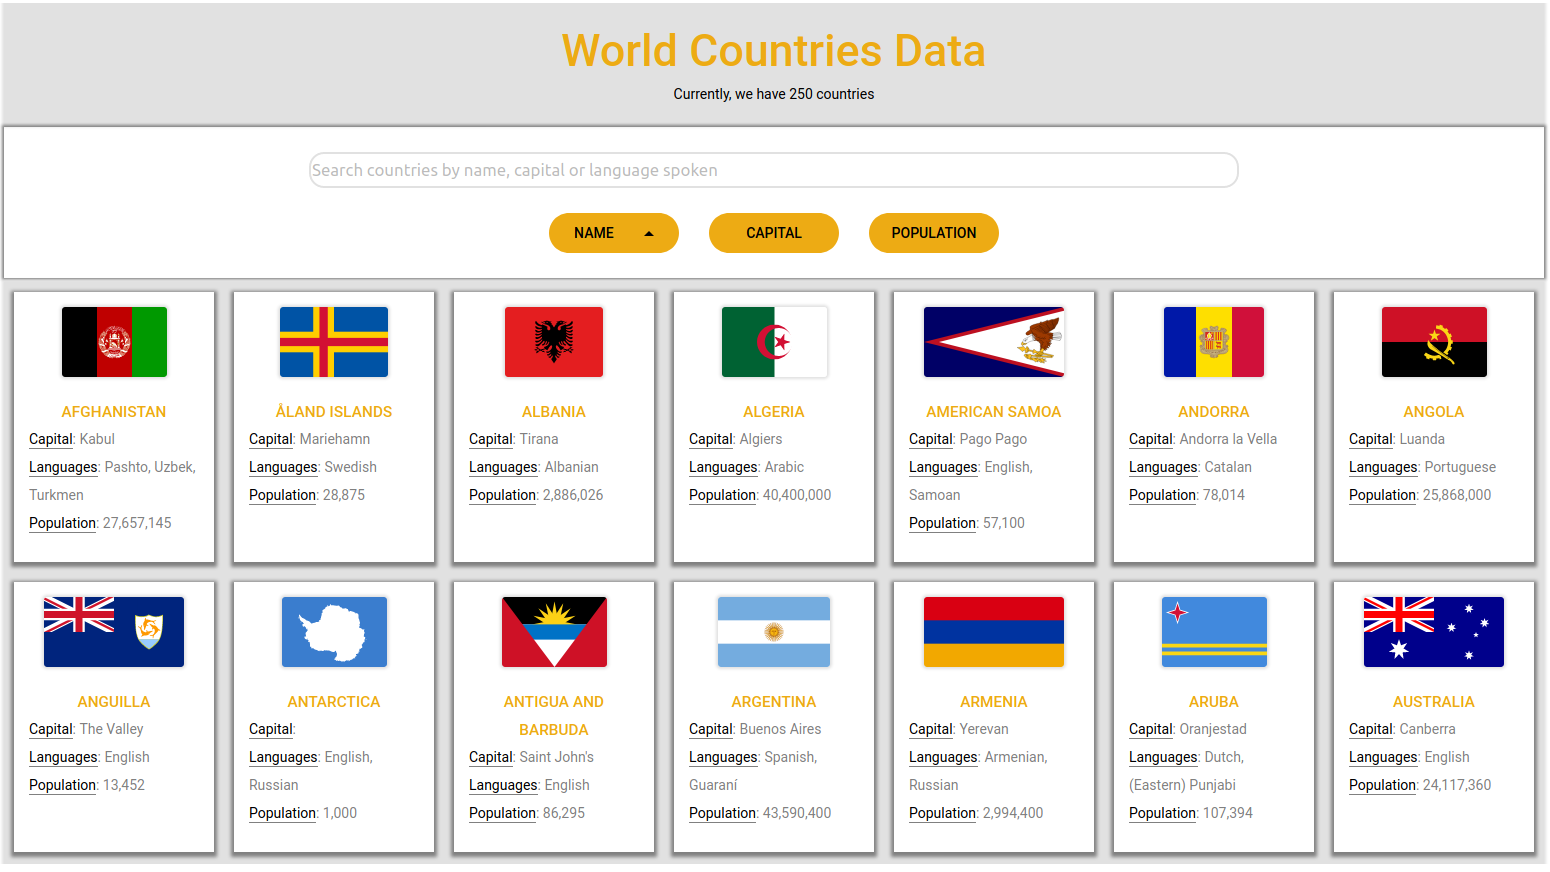 World Countries Data
Currently, we have 250 countries
Search countries by name, capital or language spoken
NAME
CAPITAL
POPULATION
AFGHANISTAN
Capital: Kabul
Languages: Pashto, Uzbek,
Turkmen
Population: 27,657,145
ÅLAND ISLANDS
Capital: Mariehamn
Languages: Swedish
Population: 28,875
ALBANIA
Capital: Tirana
Languages: Albanian
Population: 2,886,026
ALGERIA
Capital: Algiers
Languages: Arabic
Population: 40,400,000
AMERICAN SAMOA
Capital: Pago Pago
Languages: English,
Samoan
Population: 57,100
ANDORRA
Capital: Andorra la Vella
Languages: Catalan
Population: 78,014
ANGOLA
Capital: Luanda
Languages: Portuguese
Population: 25,868,000
ANGUILLA
Capital: The Valley
Languages: English
Population: 13,452
ANTARCTICA
Capital:
Languages: English,
Russian
Population: 1,000
ANTIGUA AND
BARBUDA
Capital: Saint John's
Languages: English
Population: 86,295
ARGENTINA
Capital: Buenos Aires
Languages: Spanish,
Guaraní
Population: 43,590,400
ARMENIA
Capital: Yerevan
Languages: Armenian,
Russian
Population: 2,994,400
ARUBA
Capital: Oranjestad
Languages: Dutch,
(Eastern) Punjabi
Population: 107,394
AUSTRALIA
Capital: Canberra
Languages: English
Population: 24,117,360